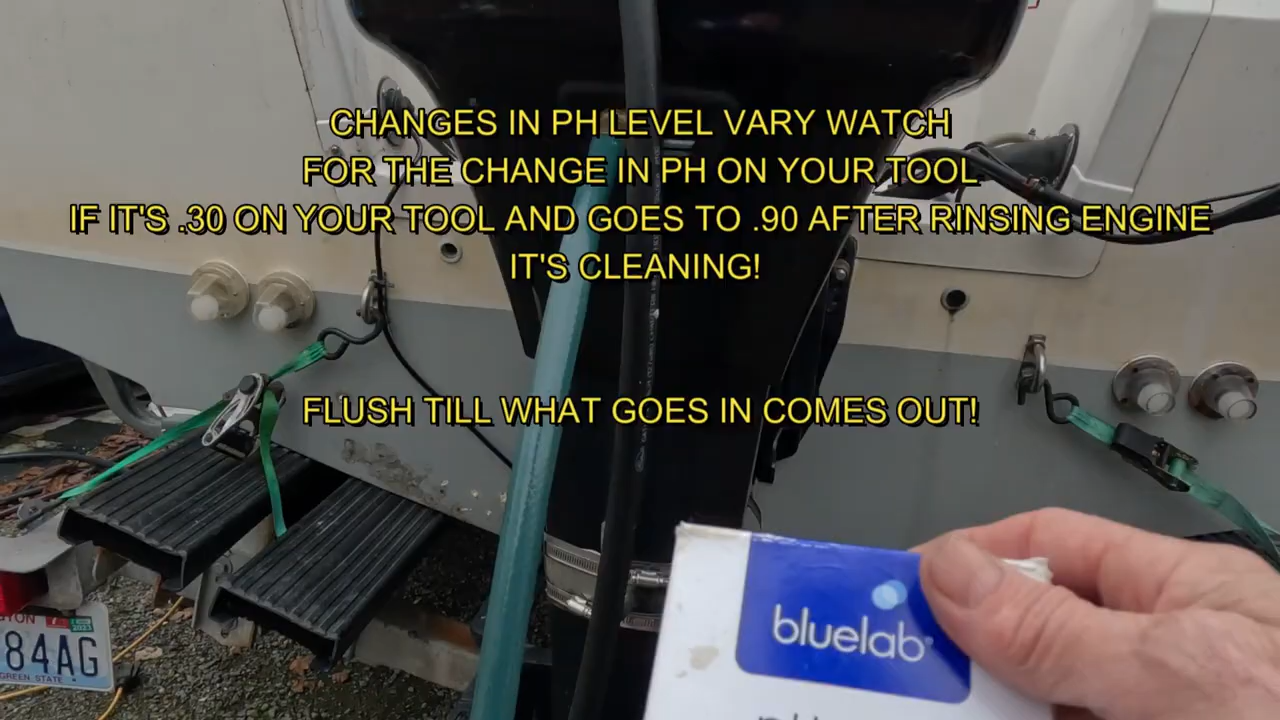 CHANGES IN PH LEVEL VARY WATCH
FOR THE CHANGE IN PH ON YOUR TOOL
IF IT'S .30 ON YOUR TOOL AND GOES TO .90 AFTER RINSING ENGINE
IT'S CLEANING!
FLUSH TILL WHAT GOES IN COMES OUT!
bluelab®
84AG
GREEN STATE